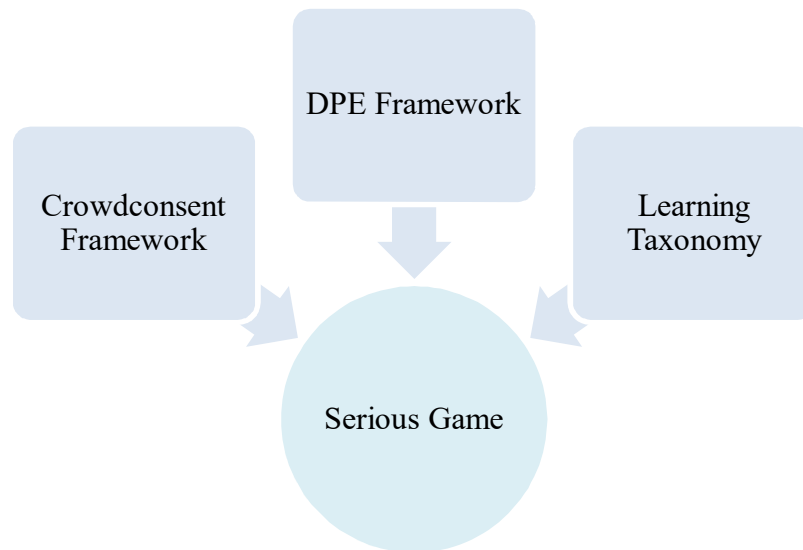 DPE Framework
Crowdconsent
Framework
Learning
Taxonomy
Serious Game